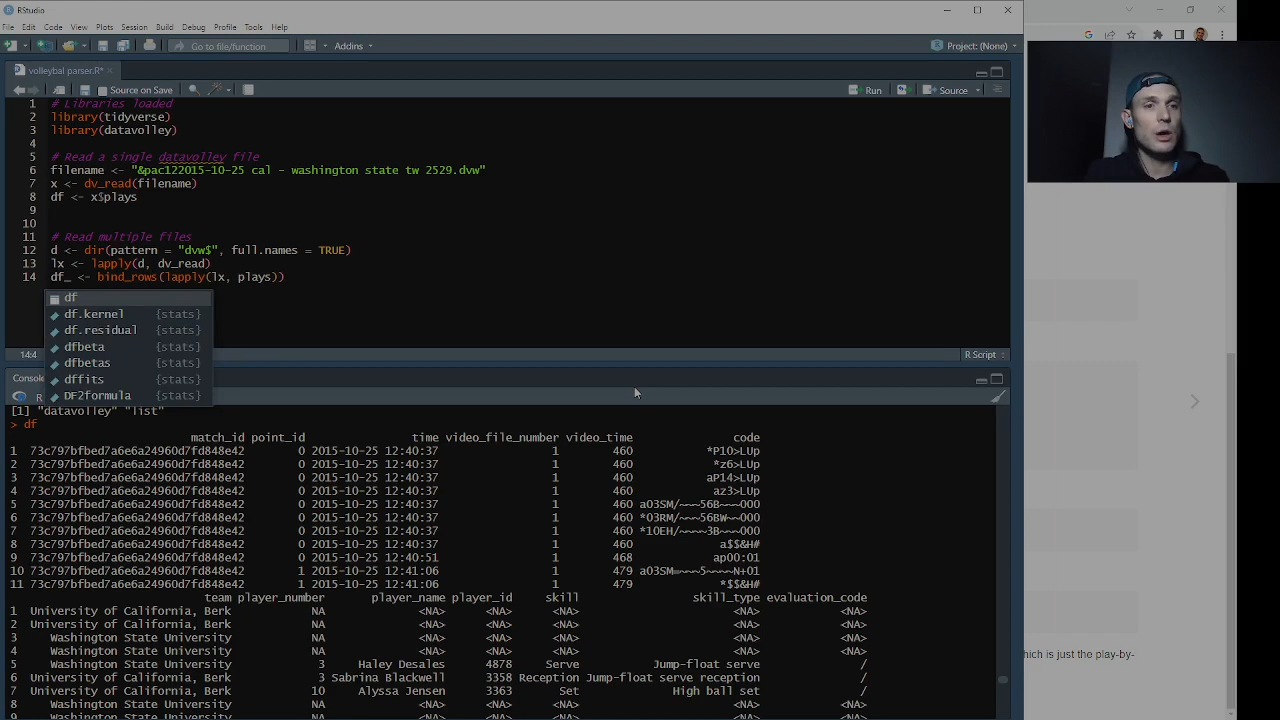 RStudio
File Edit Code View Plots Session Build Debug Profile Tools Help
Go to file/function Addins Project: (None)
volleybal parser.R*
Source on Save Run Source
1 # Libraries loaded
2 library(tidyverse)
3 library(datavolley)
4
5 # Read a single datavolley file
6 filename <- "&pac122015-10-25 cal - washington state tw 2529.dvw"
7 x <- dv_read(filename)
8 df <- x$plays
9
10
11 # Read multiple files
12 d <- dir(pattern = "dvw$", full.names = TRUE)
13 lx <- lapply(d, dv_read)
14 df_ <- bind_rows(lapply(lx, plays))
df
df.kernel {stats}
df.residual {stats}
dfbeta {stats}
dfbetas {stats}
dffits {stats}
DF2formula {stats}
14:4 R Script
Console
R
[1] "datavolley" "list"
> df
match_id point_id time video_file_number video_time code
1 73c797bfbed7a6e6a24960d7fd848e42 0 2015-10-25 12:40:37 1 460 *P10>LUp
2 73c797bfbed7a6e6a24960d7fd848e42 0 2015-10-25 12:40:37 1 460 *z6>LUp
3 73c797bfbed7a6e6a24960d7fd848e42 0 2015-10-25 12:40:37 1 460 aP14>LUp
4 73c797bfbed7a6e6a24960d7fd848e42 0 2015-10-25 12:40:37 1 460 az3>LUp
5 73c797bfbed7a6e6a24960d7fd848e42 0 2015-10-25 12:40:37 1 460 a03SM/~~~56B~~~00O
6 73c797bfbed7a6e6a24960d7fd848e42 0 2015-10-25 12:40:37 1 460 *03RM/~~~56BW~~00O
7 73c797bfbed7a6e6a24960d7fd848e42 0 2015-10-25 12:40:37 1 460 *10EH/~~~~3B~~~00O
8 73c797bfbed7a6e6a24960d7fd848e42 0 2015-10-25 12:40:37 1 460 a$$&H#
9 73c797bfbed7a6e6a24960d7fd848e42 0 2015-10-25 12:40:51 1 468 ap00:01
10 73c797bfbed7a6e6a24960d7fd848e42 1 2015-10-25 12:41:06 1 479 a03SM=~~~5~~~~N+01
11 73c797bfbed7a6e6a24960d7fd848e42 1 2015-10-25 12:41:06 1 479 *$$&H#
team player_number player_name player_id skill skill_type evaluation_code
1 University of California, Berk NA <NA> <NA> <NA> <NA> <NA>
2 University of California, Berk NA <NA> <NA> <NA> <NA> <NA>
3 Washington State University NA <NA> <NA> <NA> <NA> <NA>
4 Washington State University NA <NA> <NA> <NA> <NA> <NA>
5 Washington State University 3 Haley Desales 4878 Serve Jump-float serve /
6 University of California, Berk 3 Sabrina Blackwell 3358 Reception Jump-float serve reception /
7 University of California, Berk 10 Alyssa Jensen 3363 Set High ball set /
8 Washington State University NA <NA> <NA> <NA> <NA> <NA>
which is just the play-by-